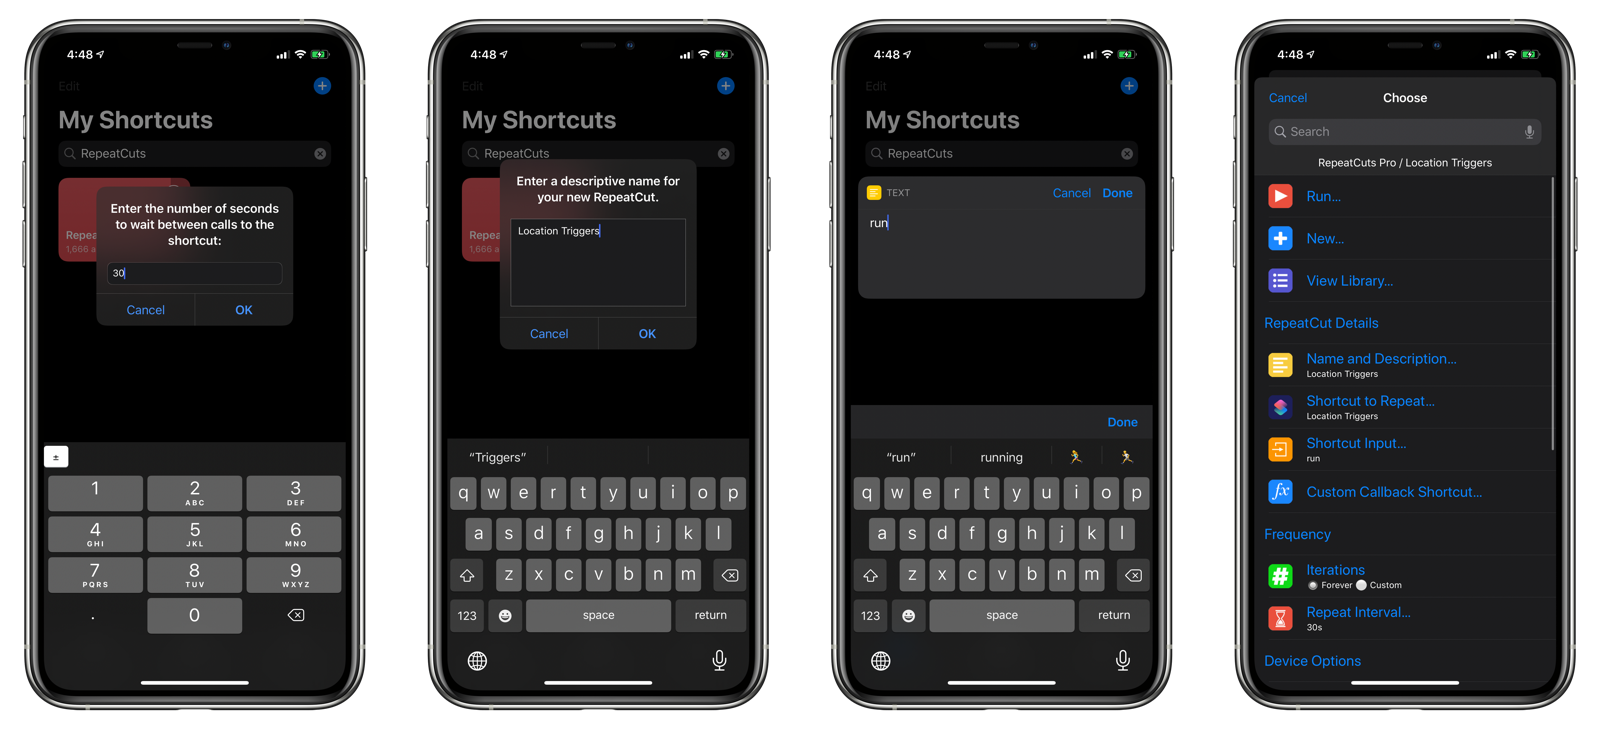 4:48
Edit
My Shortcuts
RepeatCuts
Enter the number of seconds
to wait between calls to the
shortcut:
Repea
1,666 a
30
Cancel
OK
±
1
2
ABC
3
DEF
4
GHI
5
JKL
6
MNO
7
PQRS
8
TUV
9
WXYZ
.
0
4:48
Edit
My Shortcuts
RepeatCuts
Enter a descriptive name for
your new RepeatCut.
Location Triggers
Repea
1,666 a
Cancel
OK
“Triggers”
q w e r t y u i o p
a s d f g h j k l
z x c v b n m
123
space
return
4:48
Edit
My Shortcuts
RepeatCuts
TEXT
Cancel
Done
run
Done
“run”
running
q w e r t y u i o p
a s d f g h j k l
z x c v b n m
123
space
return
4:48
Cancel
Choose
Search
RepeatCuts Pro / Location Triggers
Run...
New...
View Library...
RepeatCut Details
Name and Description...
Location Triggers
Shortcut to Repeat...
Location Triggers
Shortcut Input...
run
fx
Custom Callback Shortcut...
Frequency
#
Iterations
Forever
Custom
Repeat Interval...
30s
Device Options